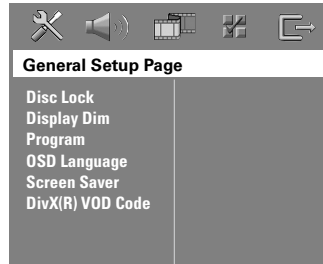 General Setup Page
Disc Lock
Display Dim
Program
OSD Language
Screen Saver
DivX(R) VOD Code